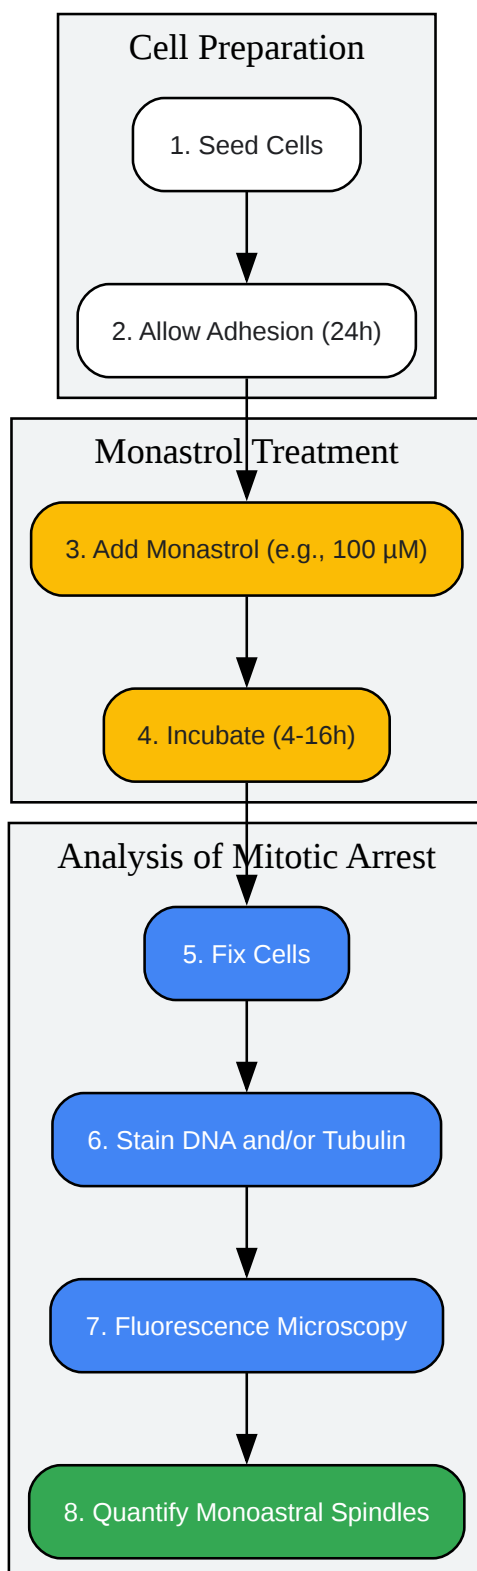 Cell Preparation
1. Seed Cells
2. Allow Adhesion (24h)
Monastrol Treatment
3. Add Monastrol (e.g., 100 µM)
4. Incubate (4-16h)
Analysis of Mitotic Arrest
5. Fix Cells
6. Stain DNA and/or Tubulin
7. Fluorescence Microscopy
8. Quantify Monoastral Spindles